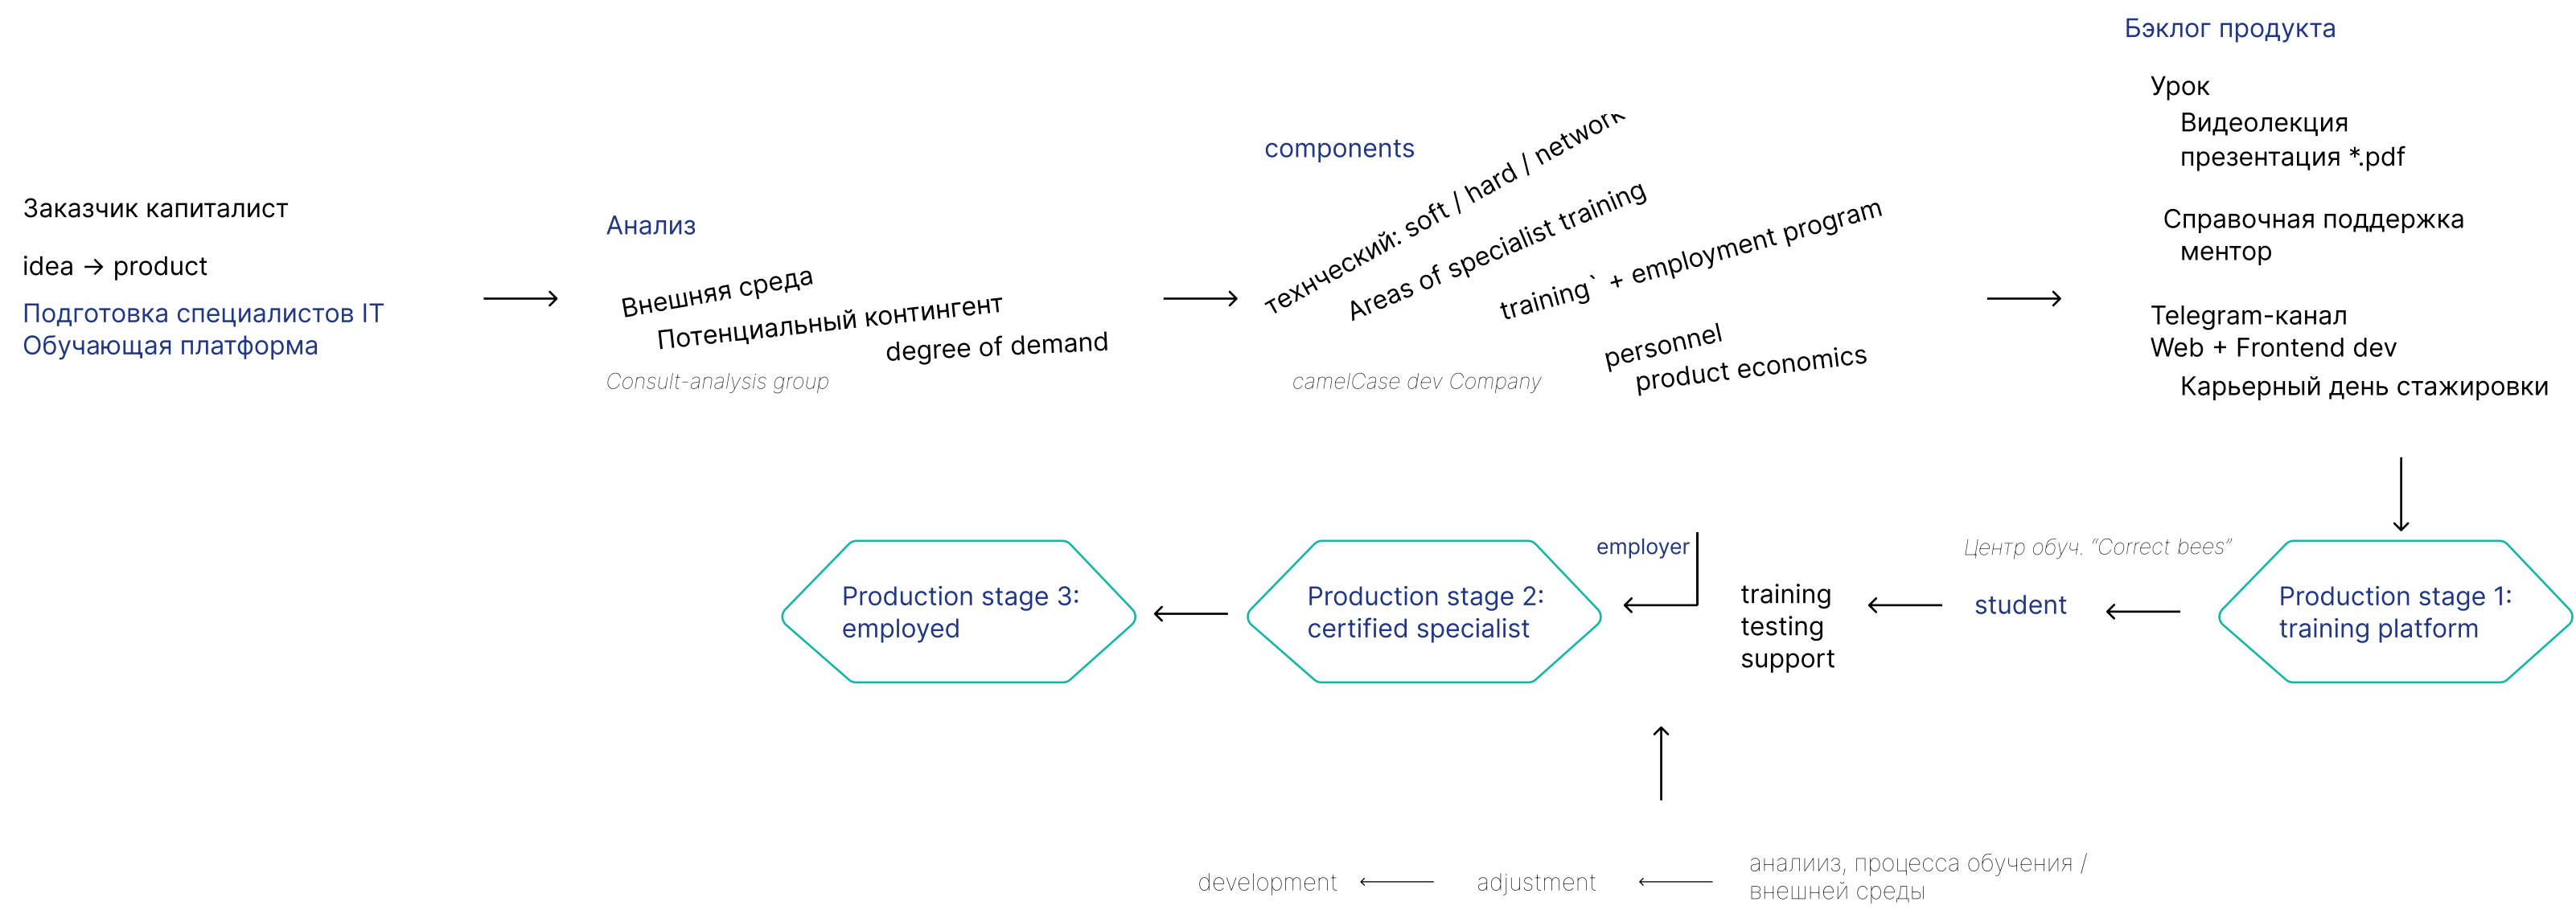 Заказчик капиталист
idea → product
Подготовка специалистов IT
Обучающая платформа
Анализ
Внешняя среда
Потенциальный контингент
degree of demand
Consult-analysis group
components
технческий: soft / hard / network
Areas of specialist training
training` + employment program
personnel
product economics
camelCase dev Company
Бэклог продукта
Урок
Видеолекция
презентация *.pdf
Справочная поддержка
ментор
Telegram-канал
Web + Frontend dev
Карьерный день стажировки
Production stage 1:
training platform
Центр обуч. “Correct bees”
student
training
testing
support
employer
Production stage 2:
certified specialist
Production stage 3:
employed
аналииз, процесса обучения /
внешней среды
adjustment
development